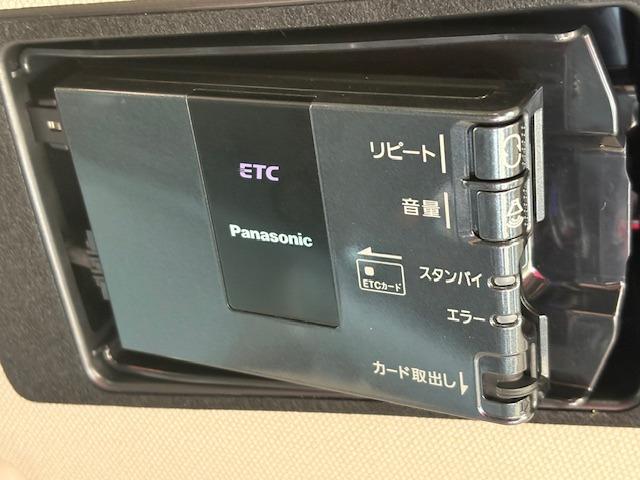 ETC
Panasonic
リピート
音量
スタンバイ
ETCカード
エラー
カード取出し